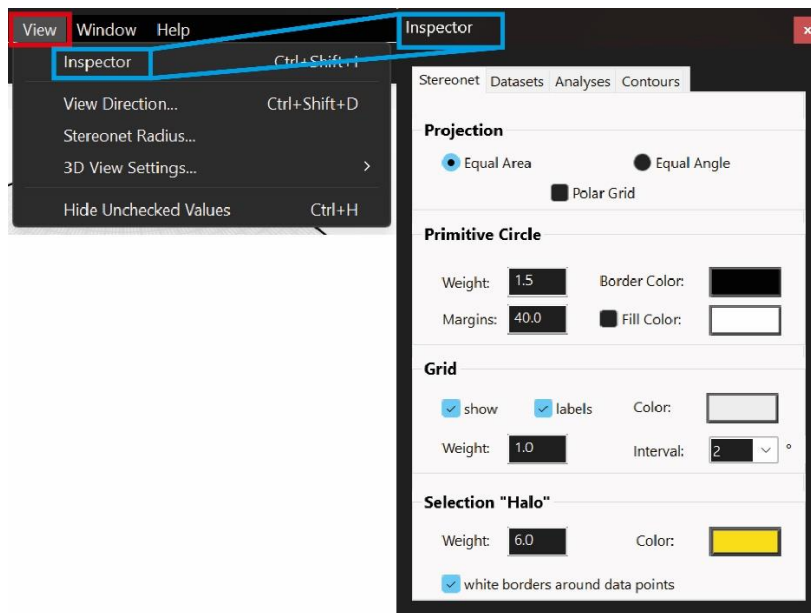 View Window Help
Inspector Ctrl+Shift+I
View Direction... Ctrl+Shift+D
Stereonet Radius...
3D View Settings...
Hide Unchecked Values Ctrl+H
Inspector x
Stereonet Datasets Analyses Contours
Projection
Equal Area Equal Angle
Polar Grid
Primitive Circle
Weight: 1.5 Border Color:
Margins: 40.0 Fill Color:
Grid
show labels Color:
Weight: 1.0 Interval: 2 °
Selection "Halo"
Weight: 6.0 Color:
white borders around data points